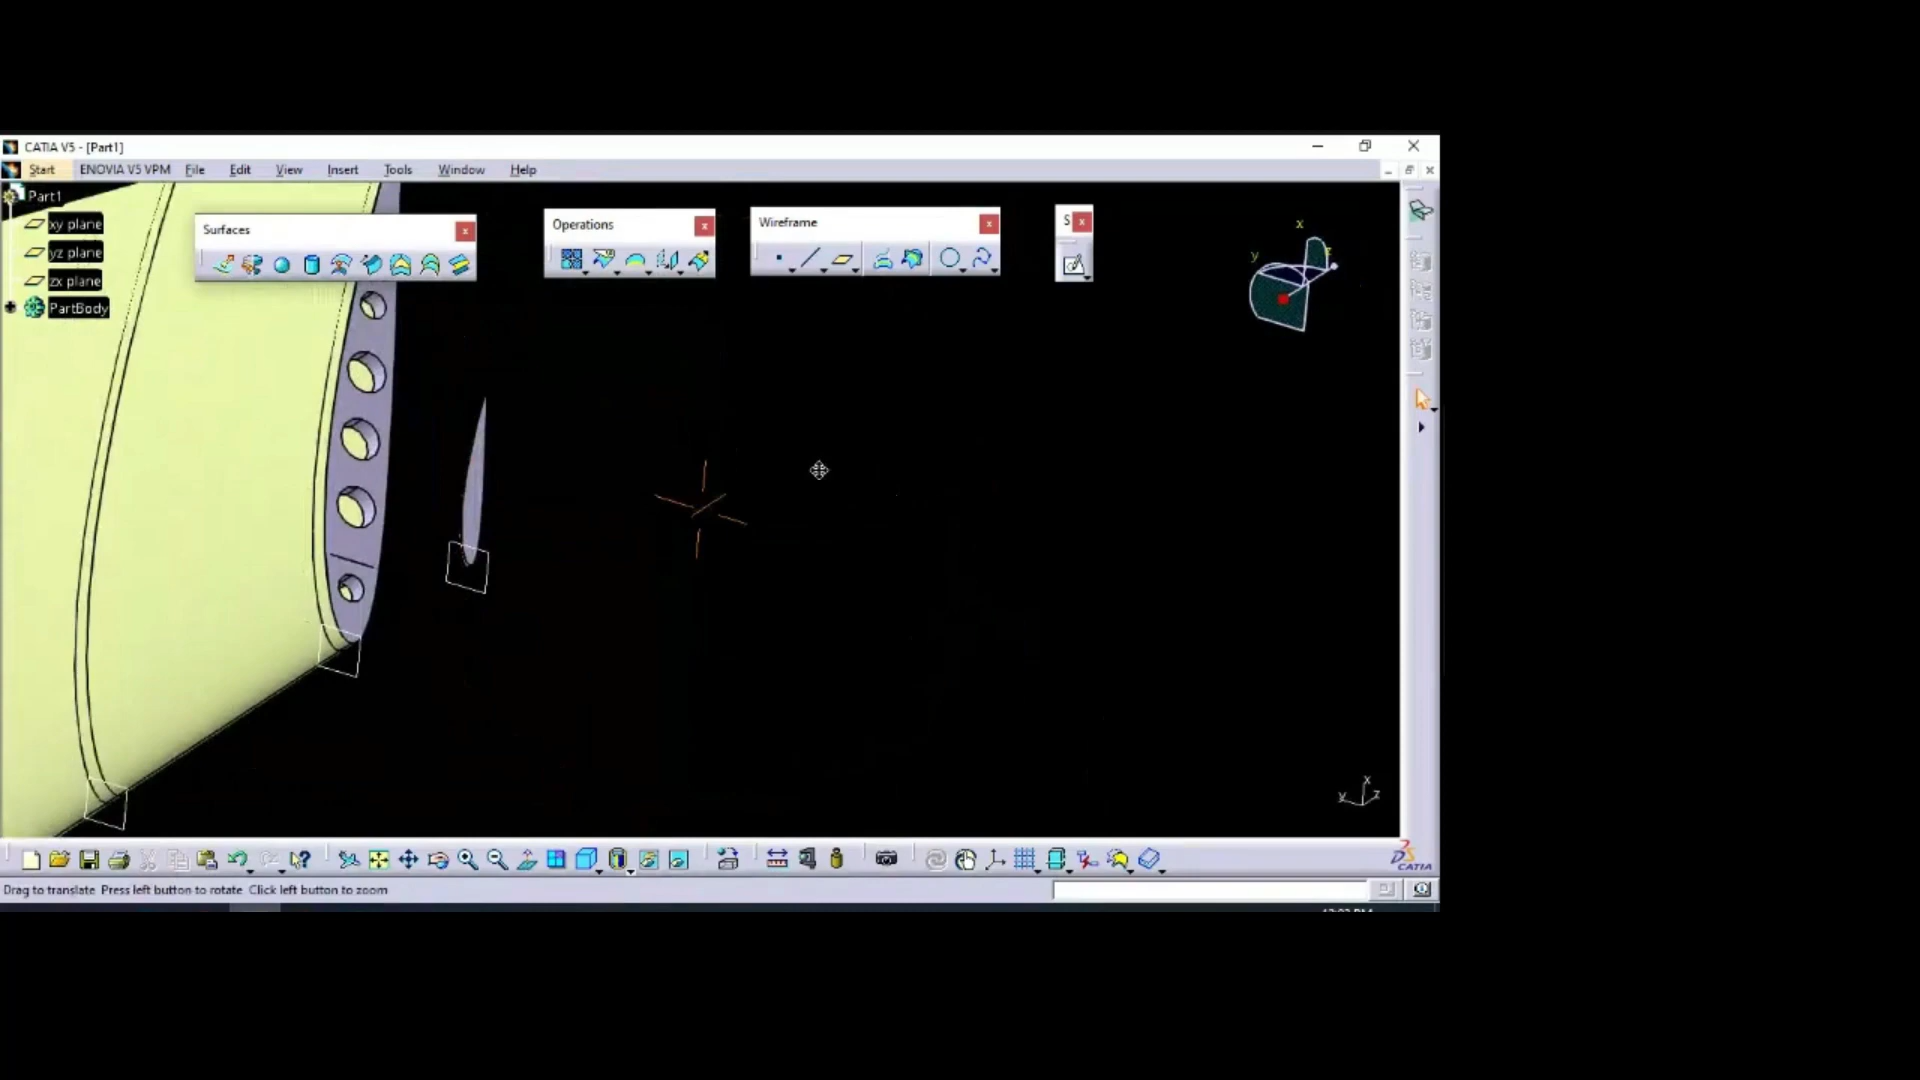 CATIA V5 - [Part1]
Start ENOVIA V5 VPM File Edit View Insert Tools Window Help
Part1
xy plane
yz plane
zx plane
PartBody
Surfaces
Operations
Wireframe
S
x
y
z
x
y
z
CATIA
Drag to translate Press left button to rotate Click left button to zoom